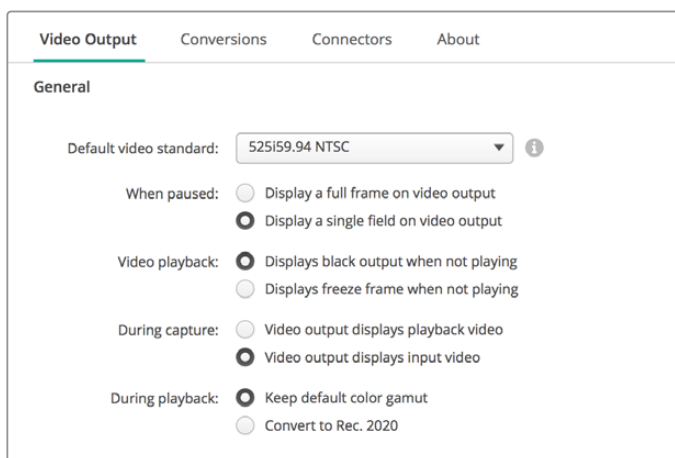 Video Output Conversions Connectors About
General
Default video standard: 525i59.94 NTSC
When paused: Display a full frame on video output
Display a single field on video output
Video playback: Displays black output when not playing
Displays freeze frame when not playing
During capture: Video output displays playback video
Video output displays input video
During playback: Keep default color gamut
Convert to Rec. 2020